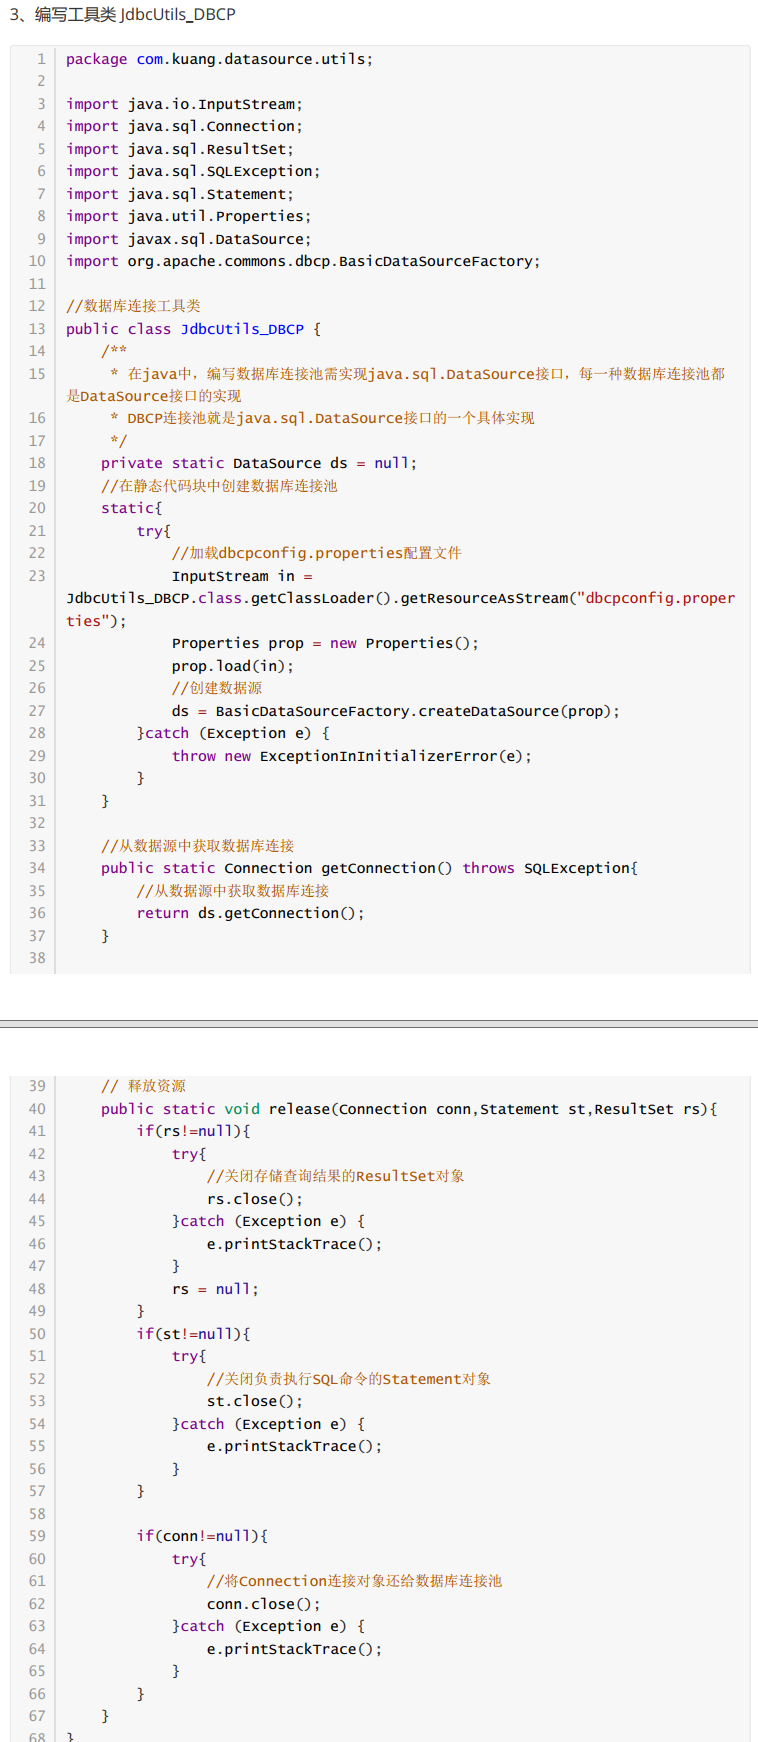 3、编写工具类 JdbcUtils_DBCP
1 package com.kuang.datasource.utils;
2
3 import java.io.InputStream;
4 import java.sql.Connection;
5 import java.sql.ResultSet;
6 import java.sql.SQLException;
7 import java.sql.Statement;
8 import java.util.Properties;
9 import javax.sql.DataSource;
10 import org.apache.commons.dbcp.BasicDataSourceFactory;
11
12 //数据库连接工具类
13 public class JdbcUtils_DBCP {
14     /**
15      * 在java中，编写数据库连接池需实现java.sql.DataSource接口，每一种数据库连接池都
是DataSource接口的实现
16      * DBCP连接池就是java.sql.DataSource接口的一个具体实现
17      */
18     private static DataSource ds = null;
19     //在静态代码块中创建数据库连接池
20     static{
21         try{
22             //加载dbcpconfig.properties配置文件
23             InputStream in =
JdbcUtils_DBCP.class.getClassLoader().getResourceAsStream("dbcpconfig.proper
ties");
24             Properties prop = new Properties();
25             prop.load(in);
26             //创建数据源
27             ds = BasicDataSourceFactory.createDataSource(prop);
28         }catch (Exception e) {
29             throw new ExceptionInInitializerError(e);
30         }
31     }
32
33     //从数据源中获取数据库连接
34     public static Connection getConnection() throws SQLException{
35         //从数据源中获取数据库连接
36         return ds.getConnection();
37     }
38
39     // 释放资源
40     public static void release(Connection conn,Statement st,ResultSet rs){
41         if(rs!=null){
42             try{
43                 //关闭存储查询结果的ResultSet对象
44                 rs.close();
45             }catch (Exception e) {
46                 e.printStackTrace();
47             }
48             rs = null;
49         }
50         if(st!=null){
51             try{
52                 //关闭负责执行SQL命令的Statement对象
53                 st.close();
54             }catch (Exception e) {
55                 e.printStackTrace();
56             }
57         }
58
59         if(conn!=null){
60             try{
61                 //将Connection连接对象还给数据库连接池
62                 conn.close();
63             }catch (Exception e) {
64                 e.printStackTrace();
65             }
66         }
67     }
68 }